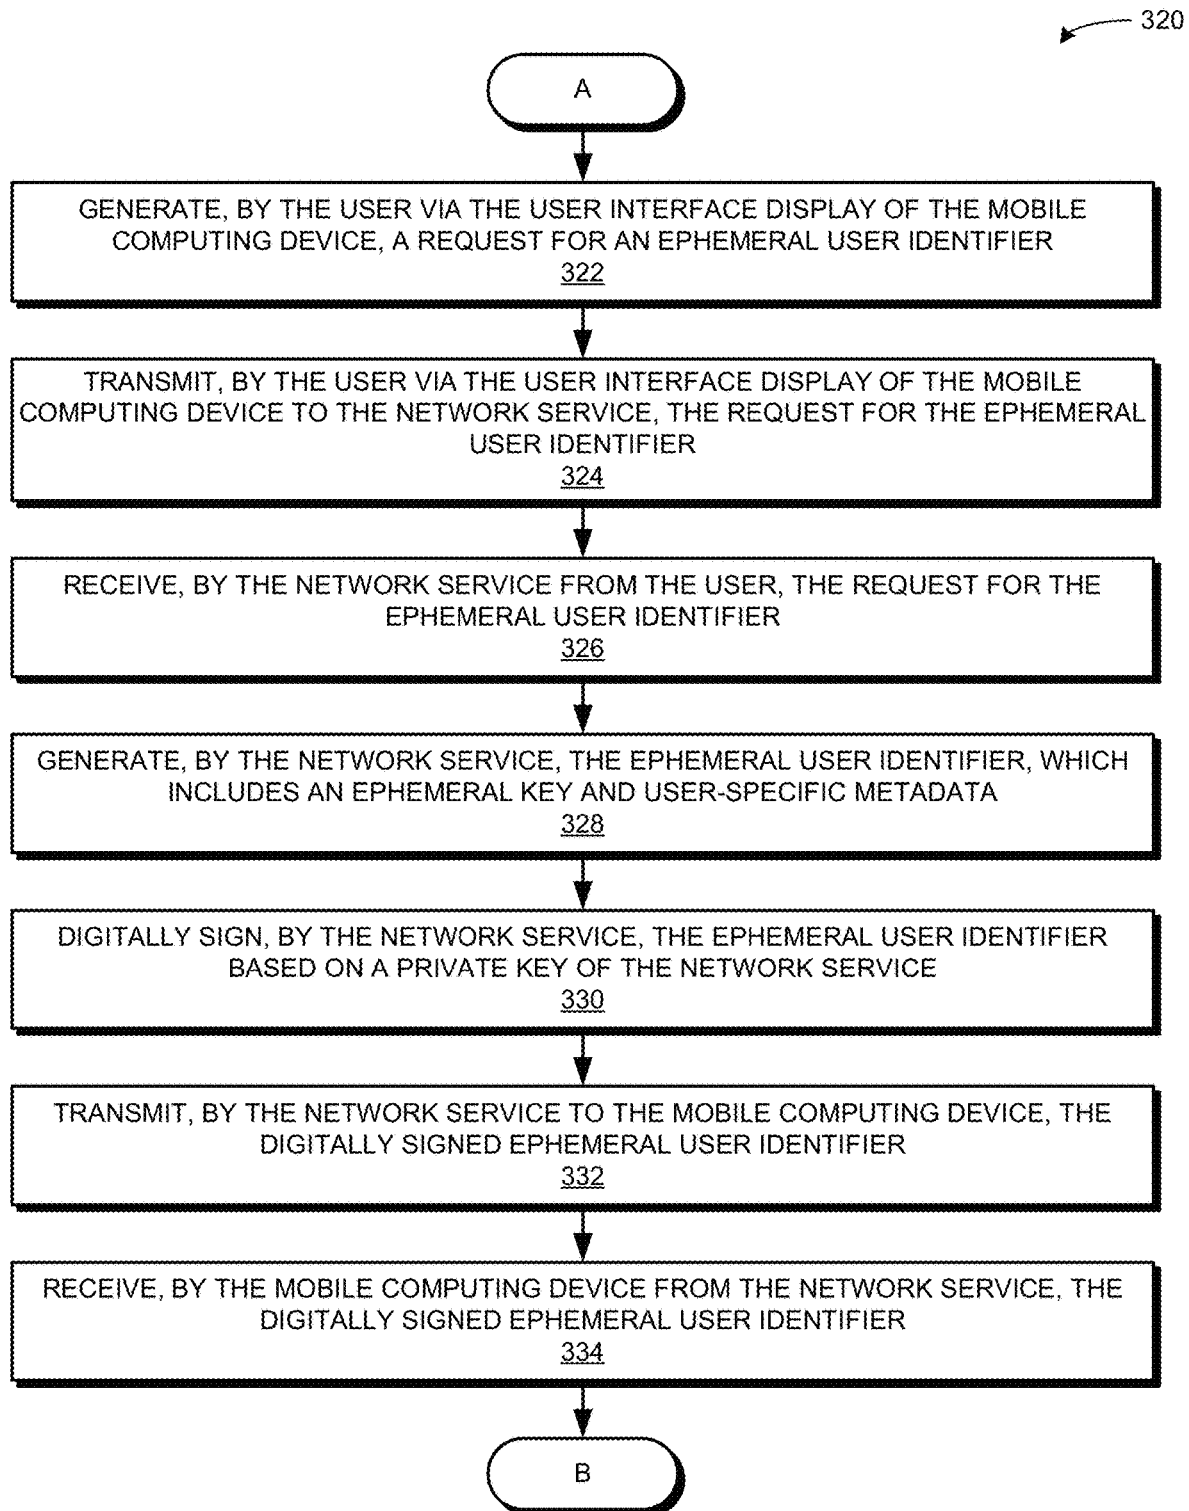 320
A
GENERATE, BY THE USER VIA THE USER INTERFACE DISPLAY OF THE MOBILE
COMPUTING DEVICE, A REQUEST FOR AN EPHEMERAL USER IDENTIFIER
322
TRANSMIT, BY THE USER VIA THE USER INTERFACE DISPLAY OF THE MOBILE
COMPUTING DEVICE TO THE NETWORK SERVICE, THE REQUEST FOR THE EPHEMERAL
USER IDENTIFIER
324
RECEIVE, BY THE NETWORK SERVICE FROM THE USER, THE REQUEST FOR THE
EPHEMERAL USER IDENTIFIER
326
GENERATE, BY THE NETWORK SERVICE, THE EPHEMERAL USER IDENTIFIER, WHICH
INCLUDES AN EPHEMERAL KEY AND USER-SPECIFIC METADATA
328
DIGITALLY SIGN, BY THE NETWORK SERVICE, THE EPHEMERAL USER IDENTIFIER
BASED ON A PRIVATE KEY OF THE NETWORK SERVICE
330
TRANSMIT, BY THE NETWORK SERVICE TO THE MOBILE COMPUTING DEVICE, THE
DIGITALLY SIGNED EPHEMERAL USER IDENTIFIER
332
RECEIVE, BY THE MOBILE COMPUTING DEVICE FROM THE NETWORK SERVICE, THE
DIGITALLY SIGNED EPHEMERAL USER IDENTIFIER
334
B